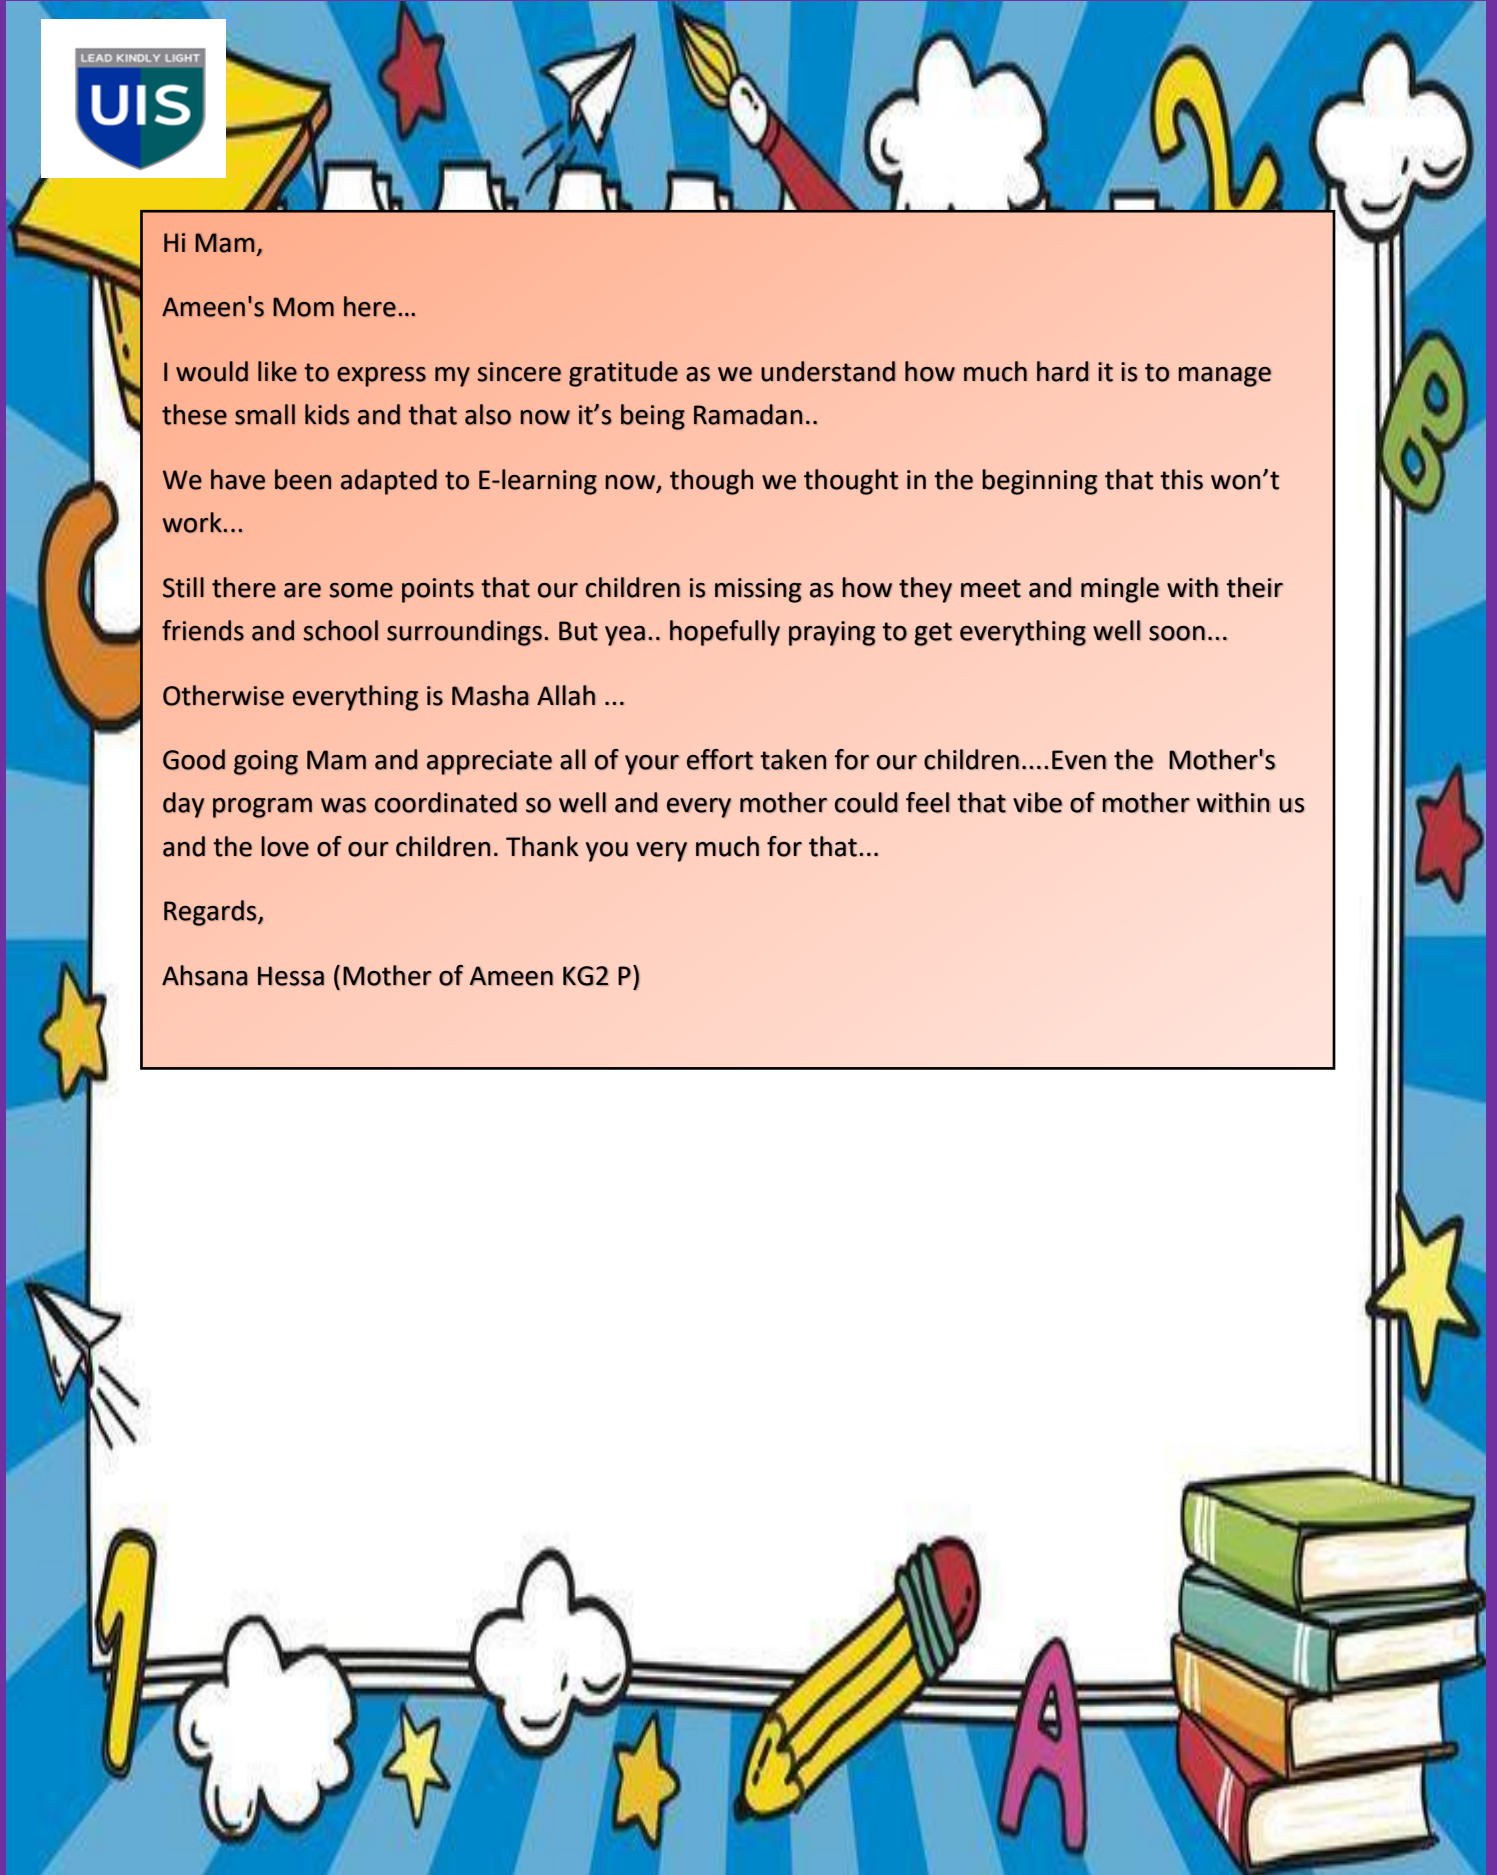 LEAD KINDLY LIGHT
UIS
Hi Mam,
Ameen's Mom here...
I would like to express my sincere gratitude as we understand how much hard it is to manage
these small kids and that also now it’s being Ramadan..
We have been adapted to E-learning now, though we thought in the beginning that this won’t
work...
Still there are some points that our children is missing as how they meet and mingle with their
friends and school surroundings. But yea.. hopefully praying to get everything well soon...
Otherwise everything is Masha Allah ...
Good going Mam and appreciate all of your effort taken for our children....Even the  Mother's
day program was coordinated so well and every mother could feel that vibe of mother within us
and the love of our children. Thank you very much for that...
Regards,
Ahsana Hessa (Mother of Ameen KG2 P)
2
B
C
1
A